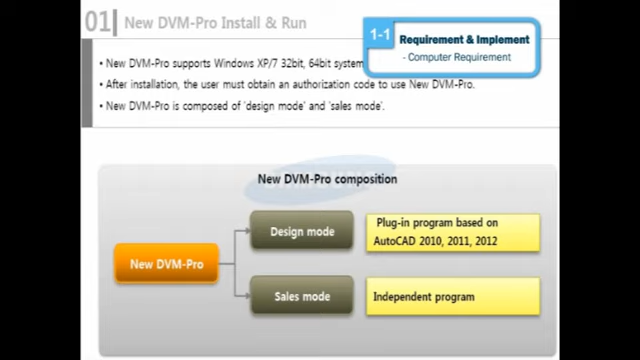 01 New DVM-Pro Install & Run
1-1 Requirement & Implement
- Computer Requirement
• New DVM-Pro supports Windows XP/7 32bit, 64bit system
• After installation, the user must obtain an authorization code to use New DVM-Pro.
• New DVM-Pro is composed of 'design mode' and 'sales mode'.
New DVM-Pro composition
New DVM-Pro
Design mode
Plug-in program based on
AutoCAD 2010, 2011, 2012
Sales mode
Independent program